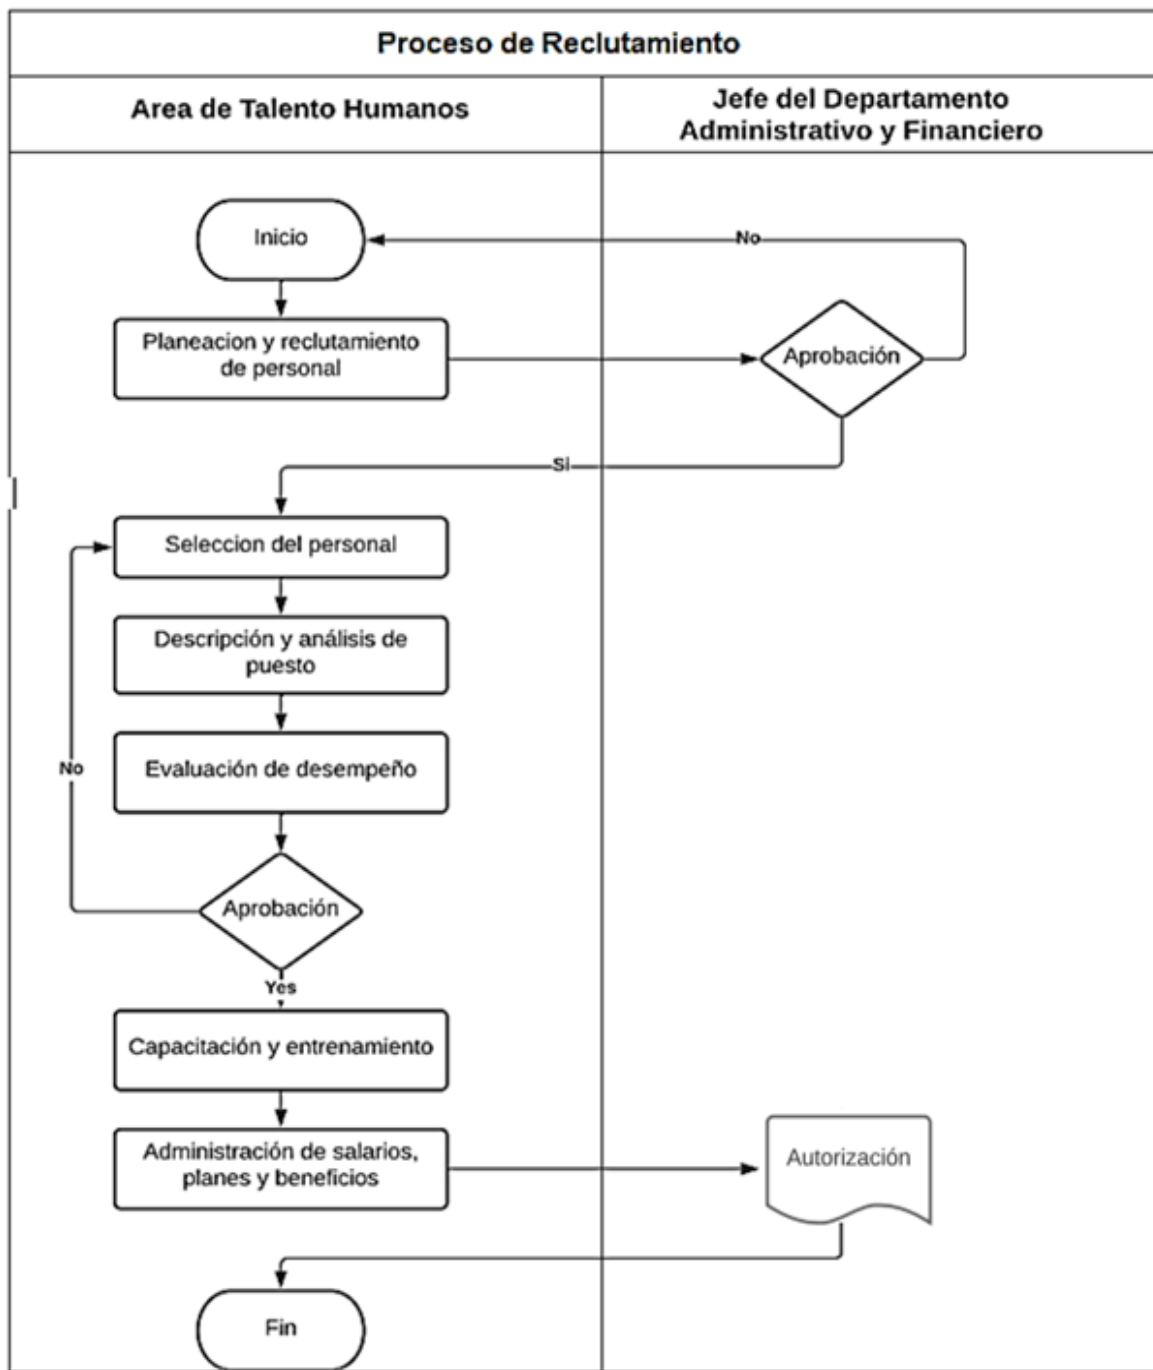 Proceso de Reclutamiento
Area de Talento Humanos
Jefe del Departamento
Administrativo y Financiero
Inicio
No
Planeacion y reclutamiento
de personal
Aprobación
Si
Seleccion del personal
Descripción y análisis de
puesto
No
Evaluación de desempeño
Aprobación
Yes
Capacitación y entrenamiento
Administración de salarios,
planes y beneficios
Autorización
Fin